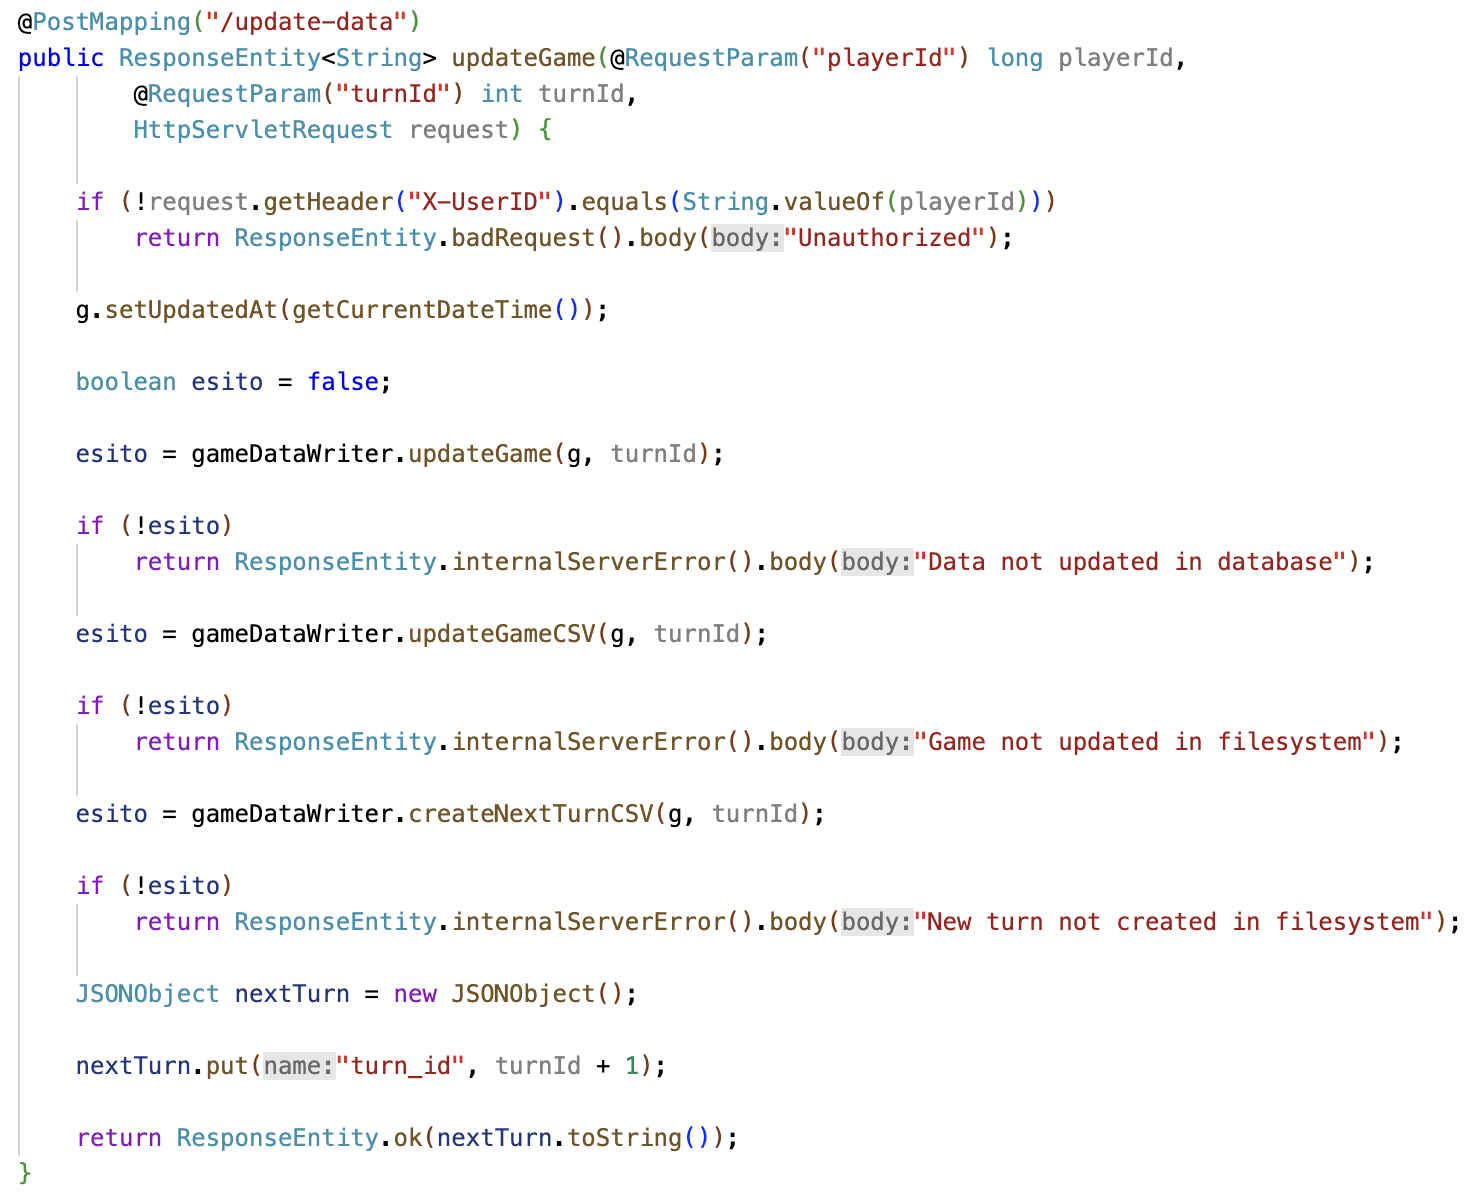 @PostMapping("/update-data")
public ResponseEntity<String> updateGame(@RequestParam("playerId") long playerId,
        @RequestParam("turnId") int turnId,
        HttpServletRequest request) {
    if (!request.getHeader("X-UserID").equals(String.valueOf(playerId)))
        return ResponseEntity.badRequest().body(body:"Unauthorized");
    g.setUpdatedAt(getCurrentDateTime());
    boolean esito = false;
    esito = gameDataWriter.updateGame(g, turnId);
    if (!esito)
        return ResponseEntity.internalServerError().body(body:"Data not updated in database");
    esito = gameDataWriter.updateGameCSV(g, turnId);
    if (!esito)
        return ResponseEntity.internalServerError().body(body:"Game not updated in filesystem");
    esito = gameDataWriter.createNextTurnCSV(g, turnId);
    if (!esito)
        return ResponseEntity.internalServerError().body(body:"New turn not created in filesystem");
    JSONObject nextTurn = new JSONObject();
    nextTurn.put(name:"turn_id", turnId + 1);
    return ResponseEntity.ok(nextTurn.toString());
}